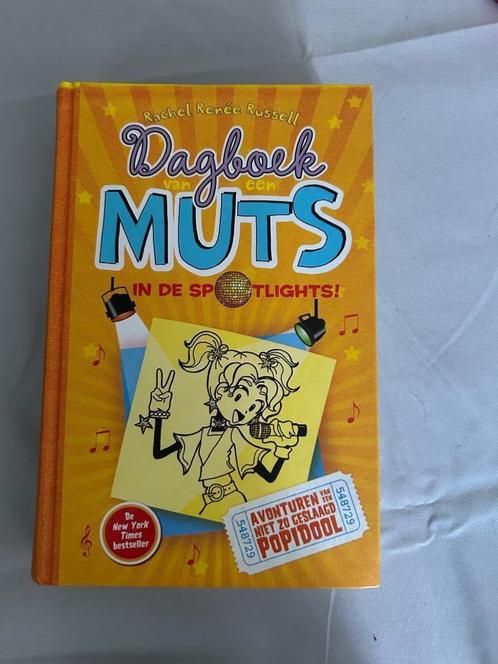 Rachel Renée Russell
Dagboek
van een
MUTS
IN DE SPOTLIGHTS!
De
New York
Times
bestseller
548729
AVONTUREN VAN EEN
NIET ZO GESLAAGD
POPIDOOL
548729